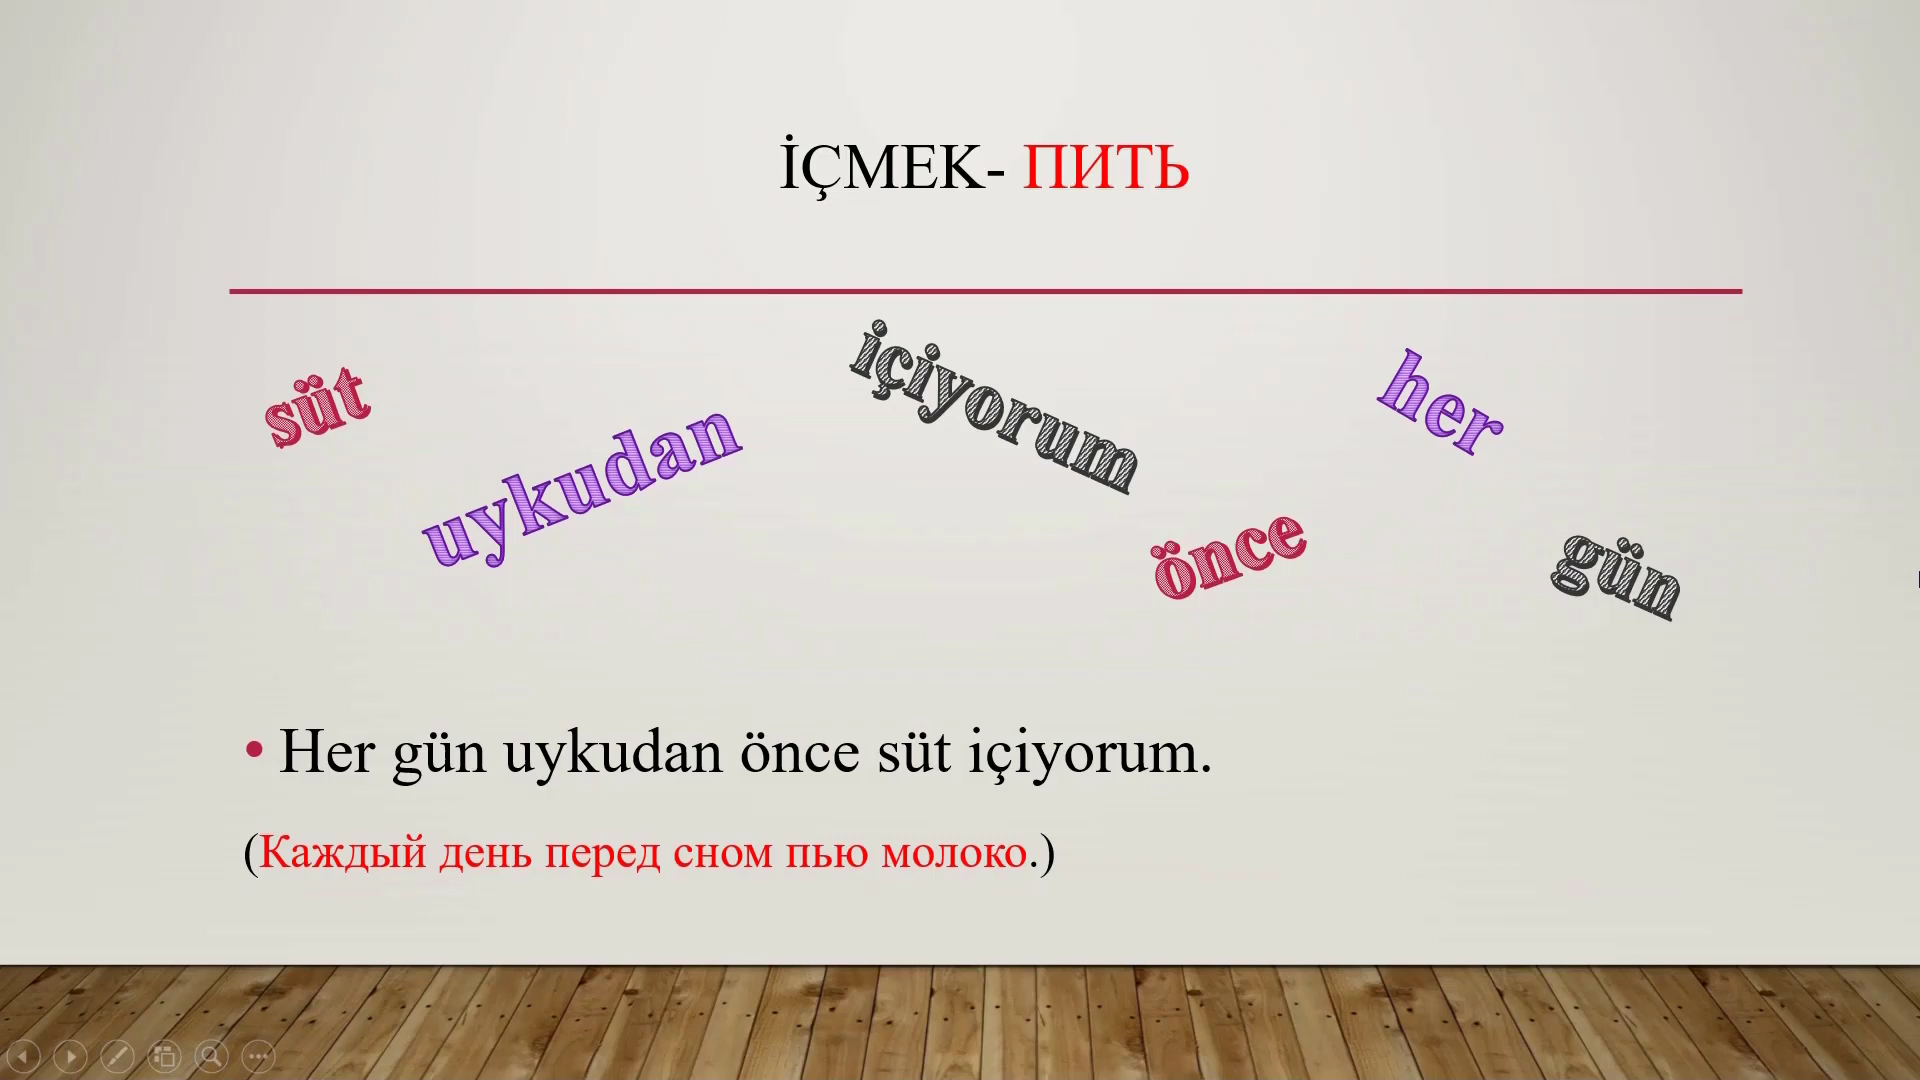 İÇMEK- ПИТЬ
süt
uykudan
içiyorum
her
önce
gün
• Her gün uykudan önce süt içiyorum.
(Каждый день перед сном пью молоко.)